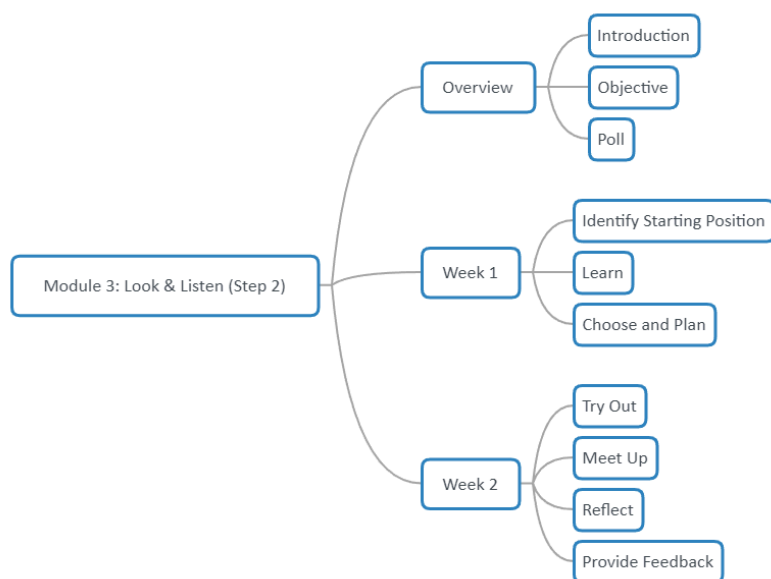 Module 3: Look & Listen (Step 2)
Overview
Introduction
Objective
Poll
Week 1
Identify Starting Position
Learn
Choose and Plan
Week 2
Try Out
Meet Up
Reflect
Provide Feedback